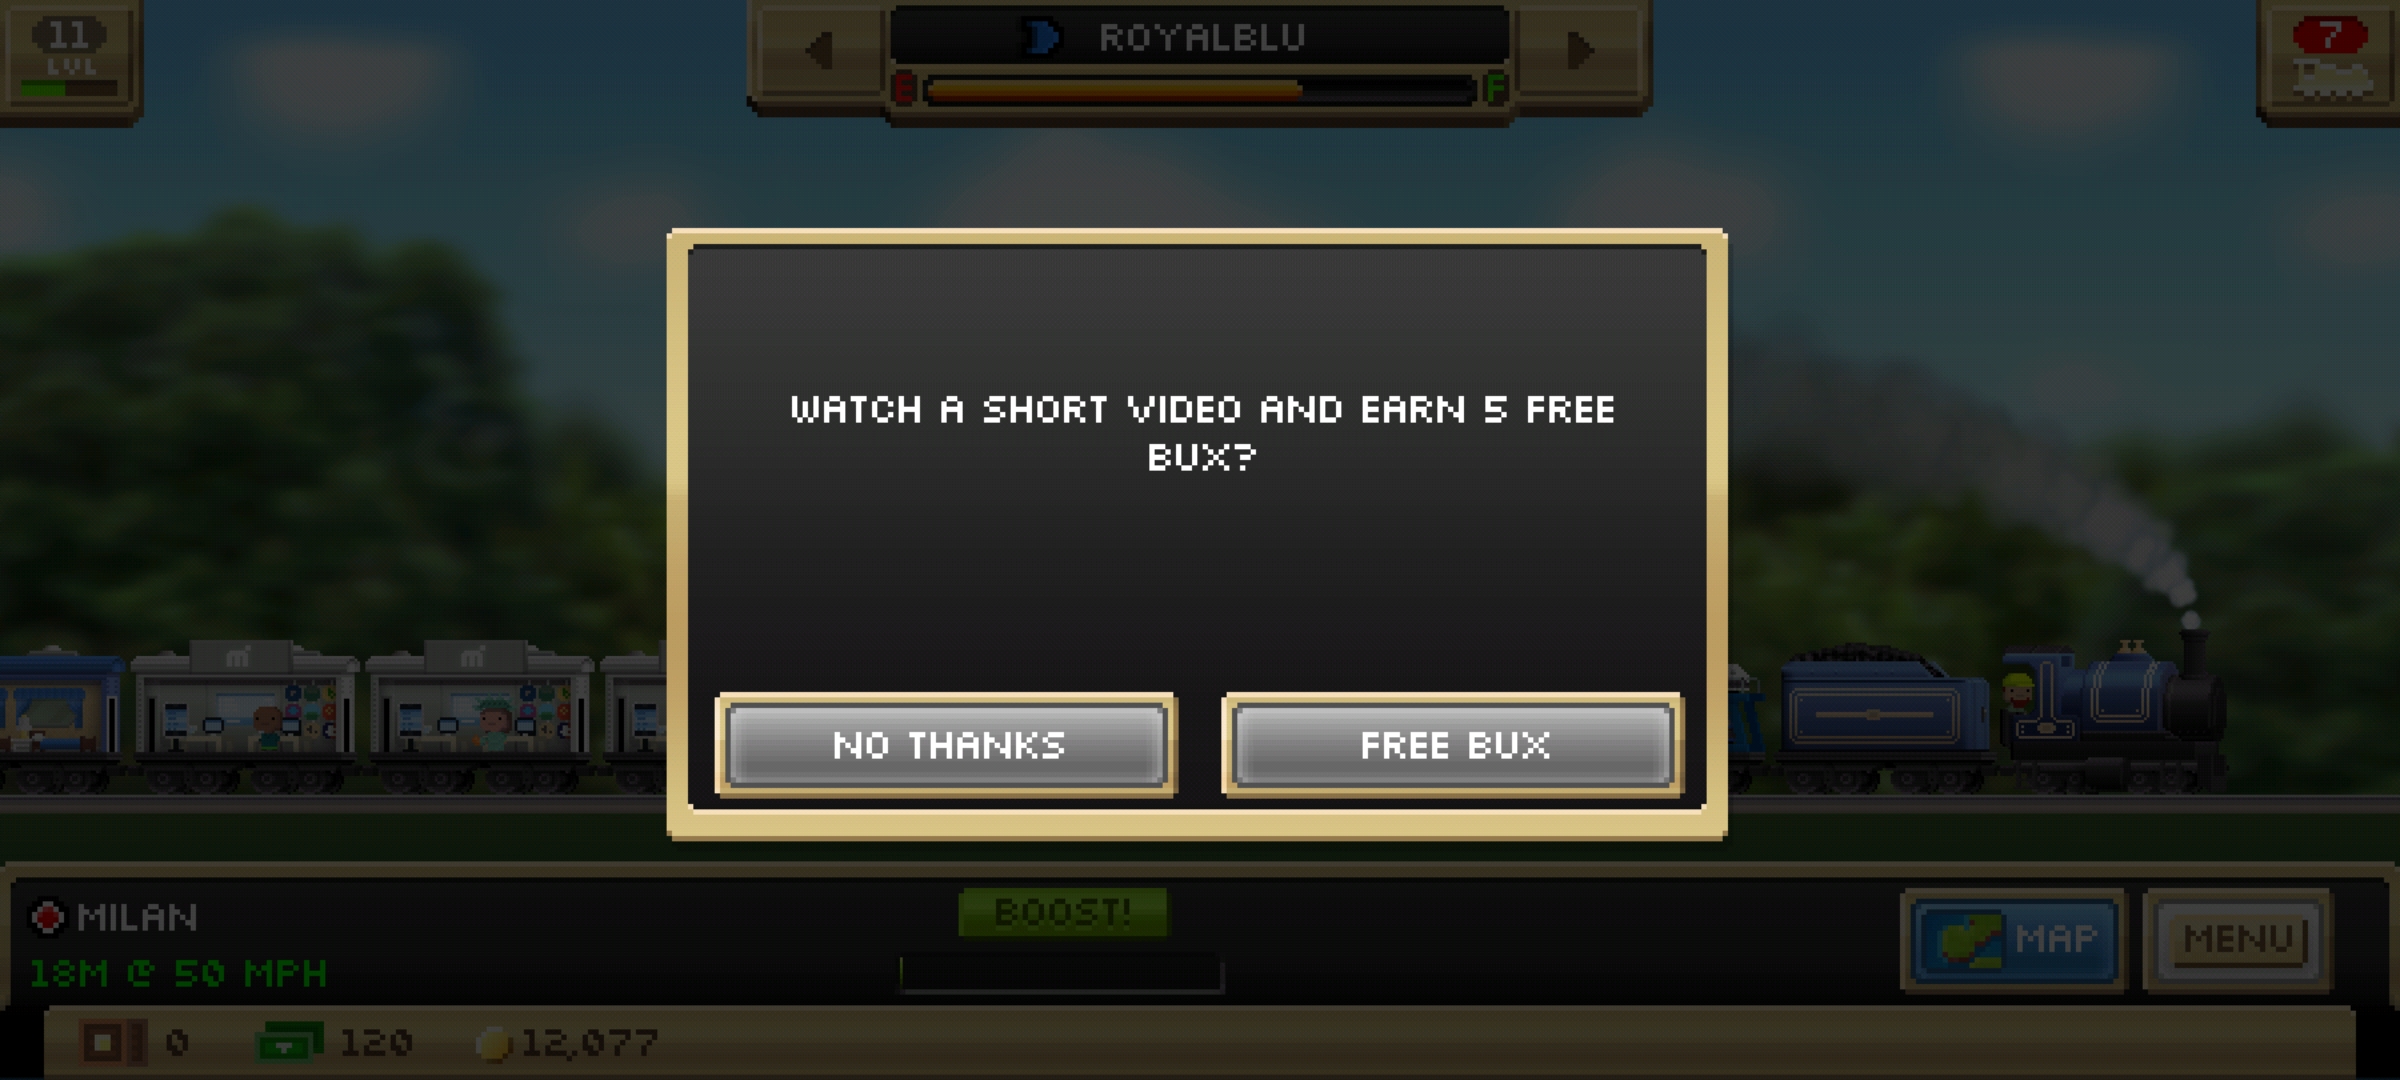 11
LVL
ROYALBLU
E
F
7
WATCH A SHORT VIDEO AND EARN 5 FREE
BUX?
m
m
NO THANKS
FREE BUX
MILAN
BOOST!
MAP
MENU
18M @ 50 MPH
0
120
12,077